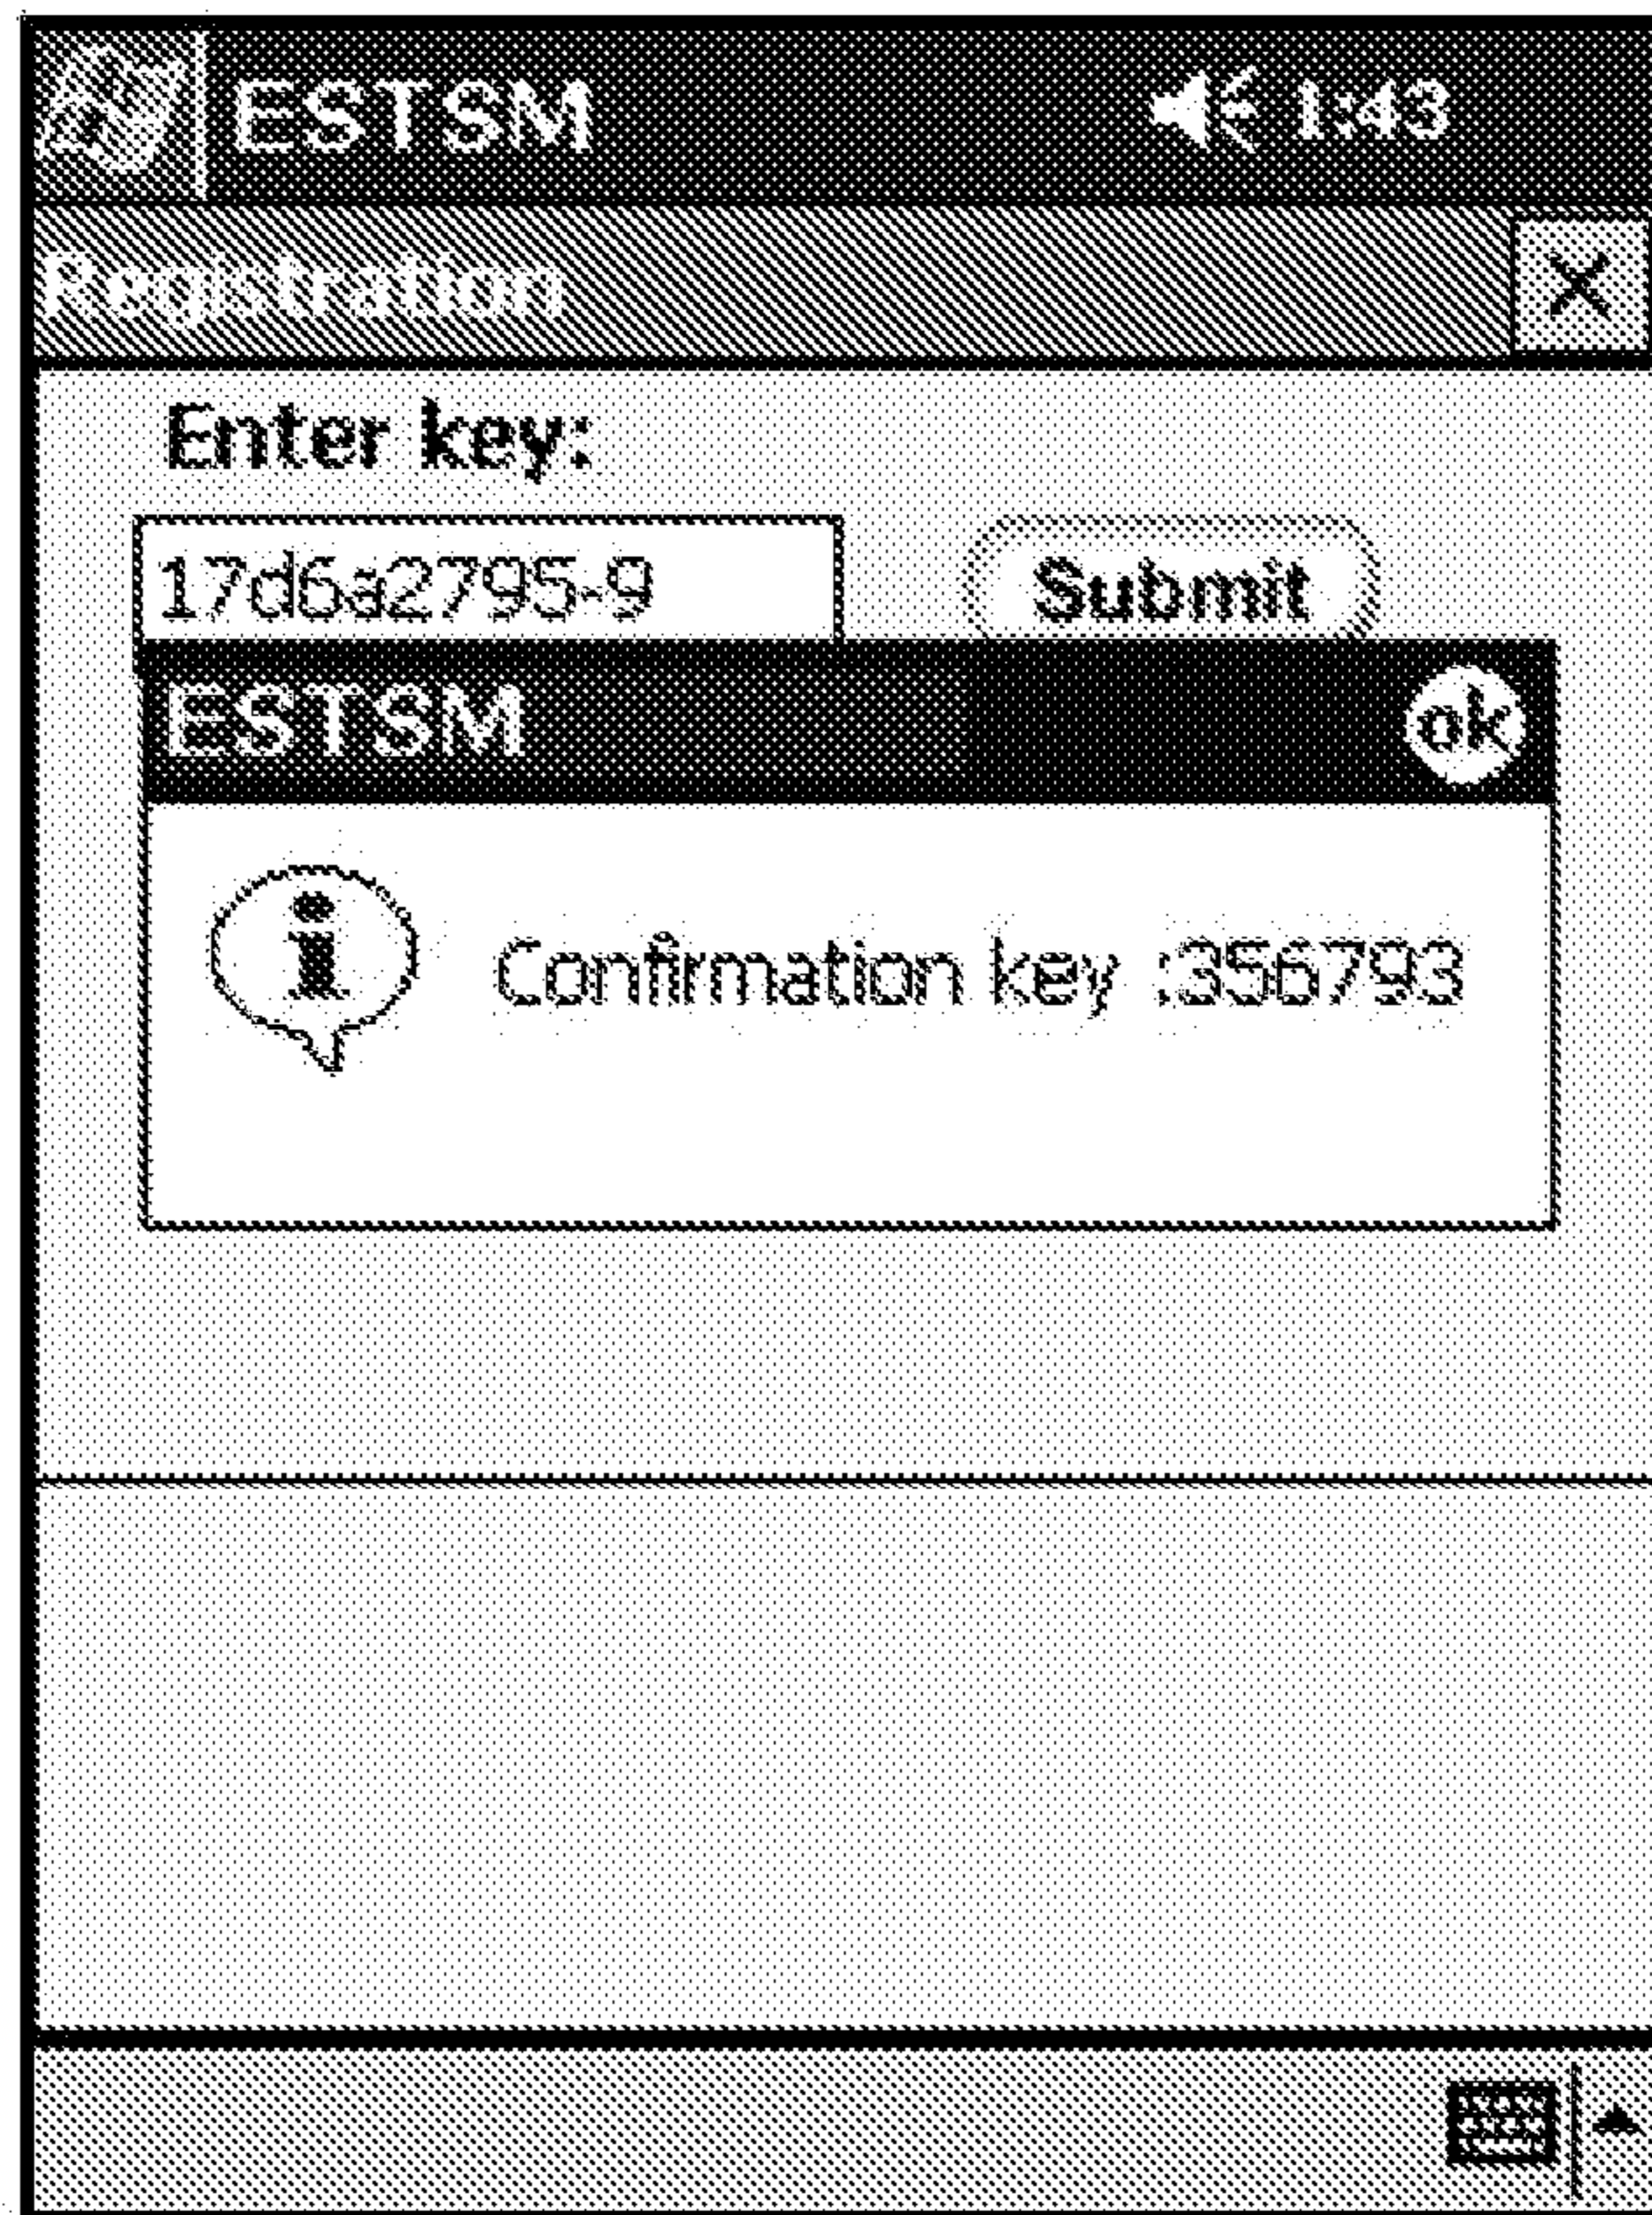 ESTSM 1:43
Registration
Enter key:
17d6a2795-9 Submit
ESTSM ok
Confirmation key :356793